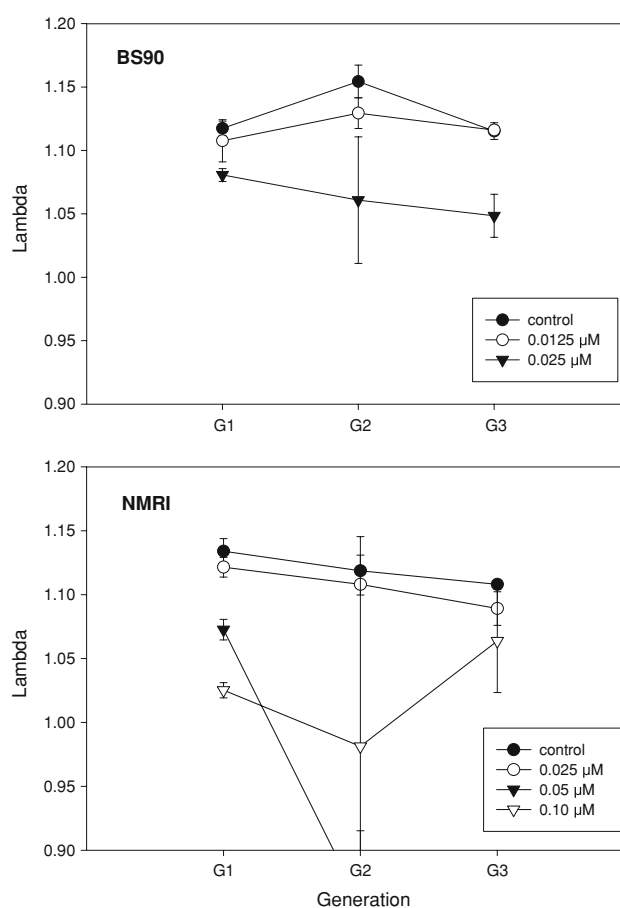 BS90
1.20
1.15
1.10
1.05
1.00
0.95
0.90
Lambda
control
0.0125 µM
0.025 µM
G1 G2 G3
NMRI
1.20
1.15
1.10
1.05
1.00
0.95
0.90
Lambda
control
0.025 µM
0.05 µM
0.10 µM
G1 G2 G3
Generation